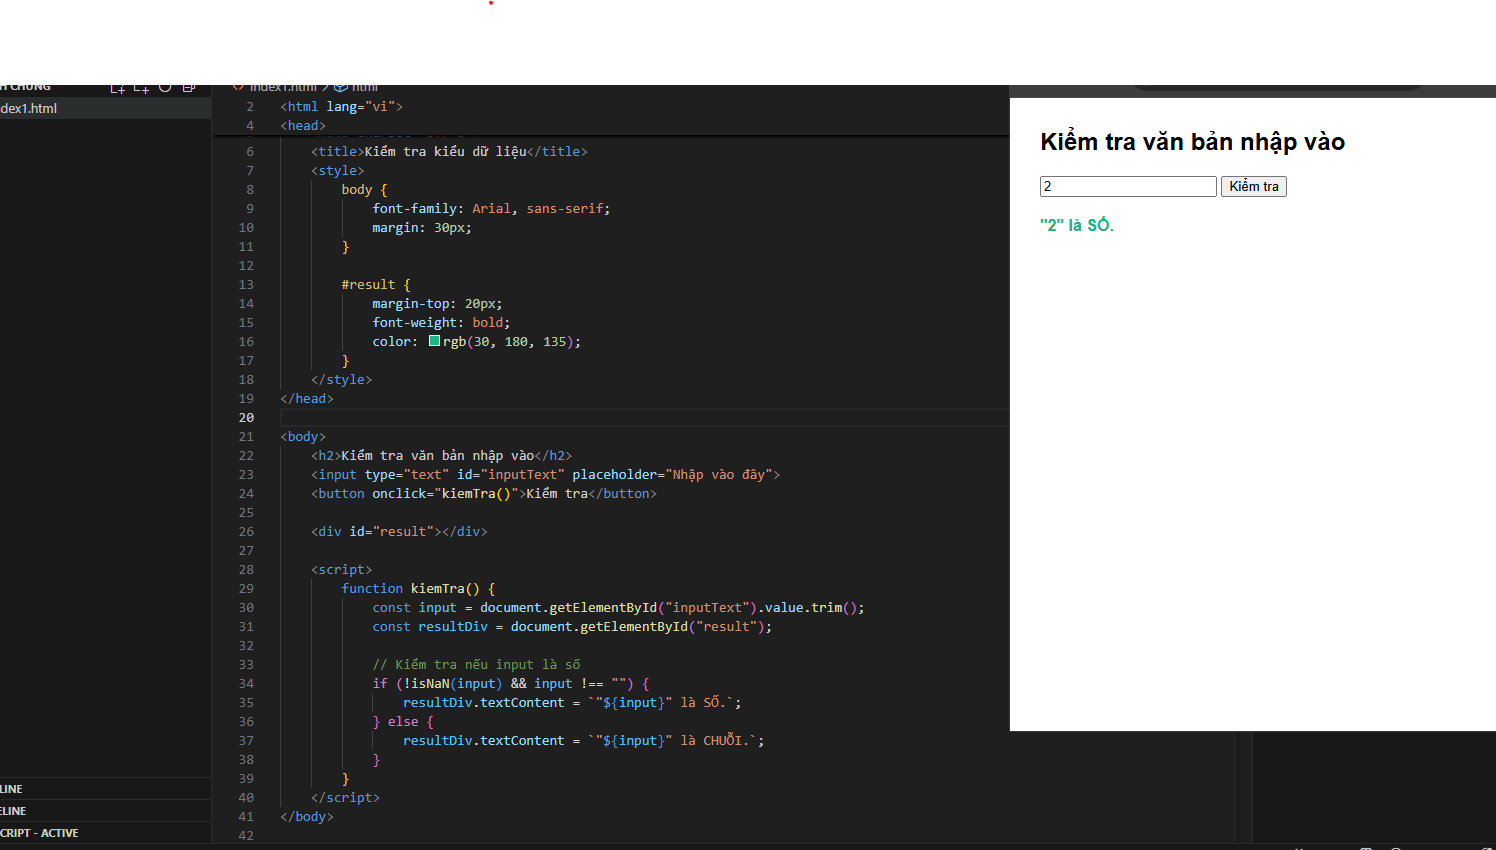 H CHUNG
dex1.html
LINE
ELINE
CRIPT - ACTIVE
index1.html > html
2 <html lang="vi">
4 <head>
6 <title>Kiểm tra kiểu dữ liệu</title>
7 <style>
8 body {
9 font-family: Arial, sans-serif;
10 margin: 30px;
11 }
12
13 #result {
14 margin-top: 20px;
15 font-weight: bold;
16 color: rgb(30, 180, 135);
17 }
18 </style>
19 </head>
20
21 <body>
22 <h2>Kiểm tra văn bản nhập vào</h2>
23 <input type="text" id="inputText" placeholder="Nhập vào đây">
24 <button onclick="kiemTra()">Kiểm tra</button>
25
26 <div id="result"></div>
27
28 <script>
29 function kiemTra() {
30 const input = document.getElementById("inputText").value.trim();
31 const resultDiv = document.getElementById("result");
32
33 // Kiểm tra nếu input là số
34 if (!isNaN(input) && input !== "") {
35 resultDiv.textContent = `"${input}" là SỐ.`;
36 } else {
37 resultDiv.textContent = `"${input}" là CHUỖI.`;
38 }
39 }
40 </script>
41 </body>
42
Kiểm tra văn bản nhập vào
2 Kiểm tra
"2" là SỐ.